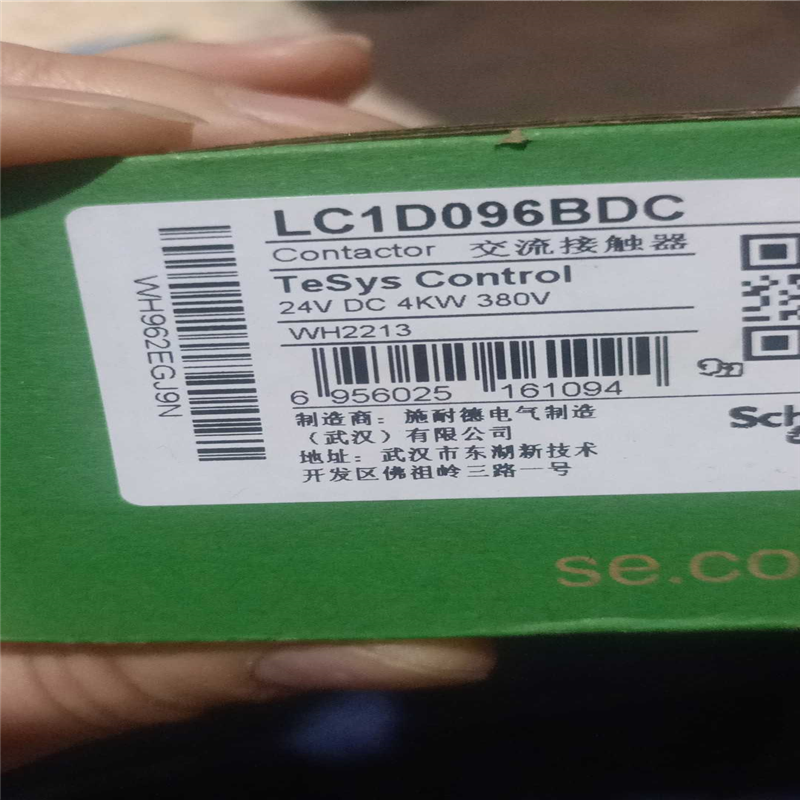 LC1D096BDC
Contactor 交流接触器
TeSys Control
24V DC 4KW 380V
WH2213
6 956025 161094
制造商：施耐德电气制造
（武汉）有限公司
地址：武汉市东湖新技术
开发区佛祖岭三路一号
WH962EGJ9N
Sch
se.co